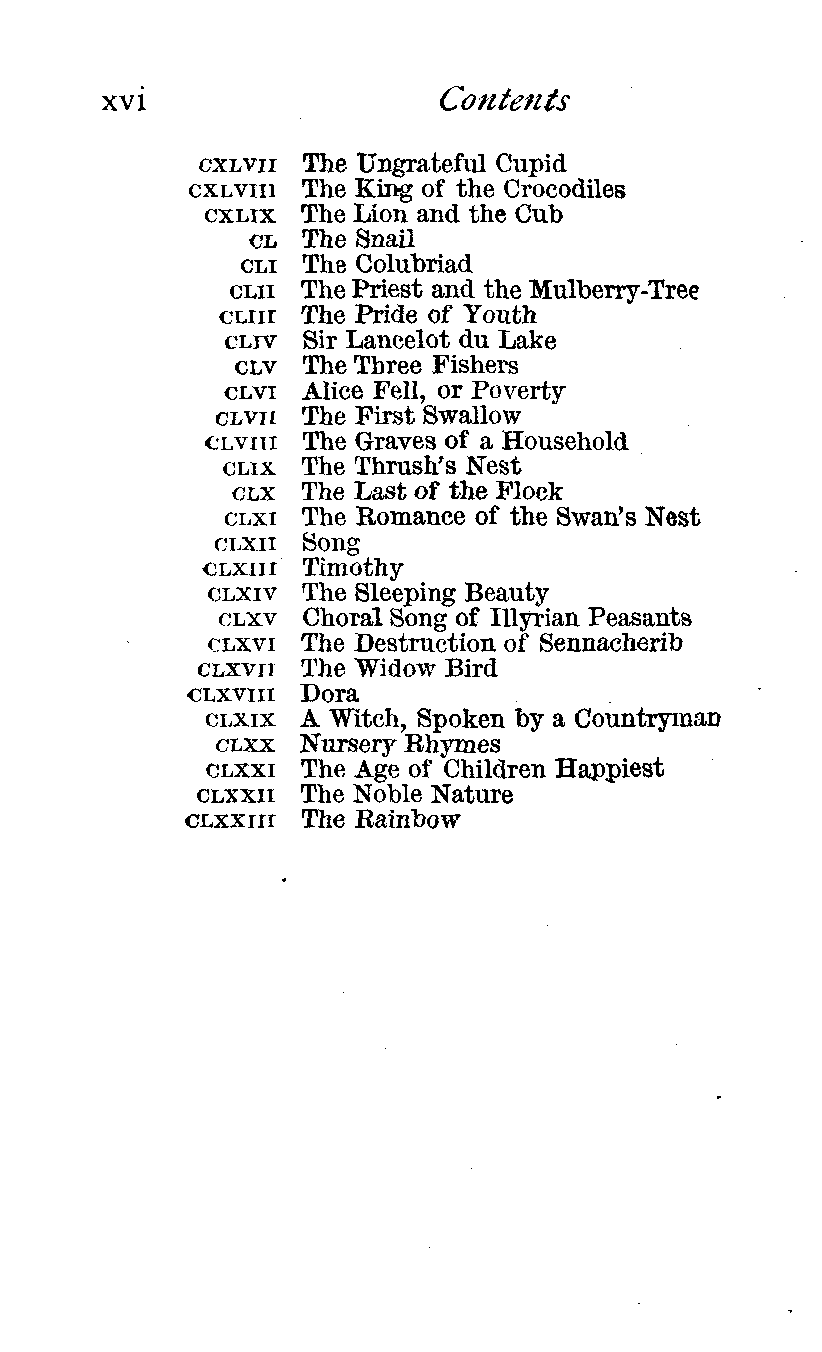 xvi Contents
CXLVII The Ungrateful Cupid
CXLVIII The King of the Crocodiles
CXLIX The Lion and the Cub
CL The Snail
CLI The Colubriad
CLII The Priest and the Mulberry-Tree
CLIII The Pride of Youth
CLIV Sir Lancelot du Lake
CLV The Three Fishers
CLVI Alice Fell, or Poverty
CLVII The First Swallow
CLVIII The Graves of a Household
CLIX The Thrush's Nest
CLX The Last of the Flock
CLXI The Romance of the Swan's Nest
CLXII Song
CLXIII Timothy
CLXIV The Sleeping Beauty
CLXV Choral Song of Illyrian Peasants
CLXVI The Destruction of Sennacherib
CLXVII The Widow Bird
CLXVIII Dora
CLXIX A Witch, Spoken by a Countryman
CLXX Nursery Rhymes
CLXXI The Age of Children Happiest
CLXXII The Noble Nature
CLXXIII The Rainbow